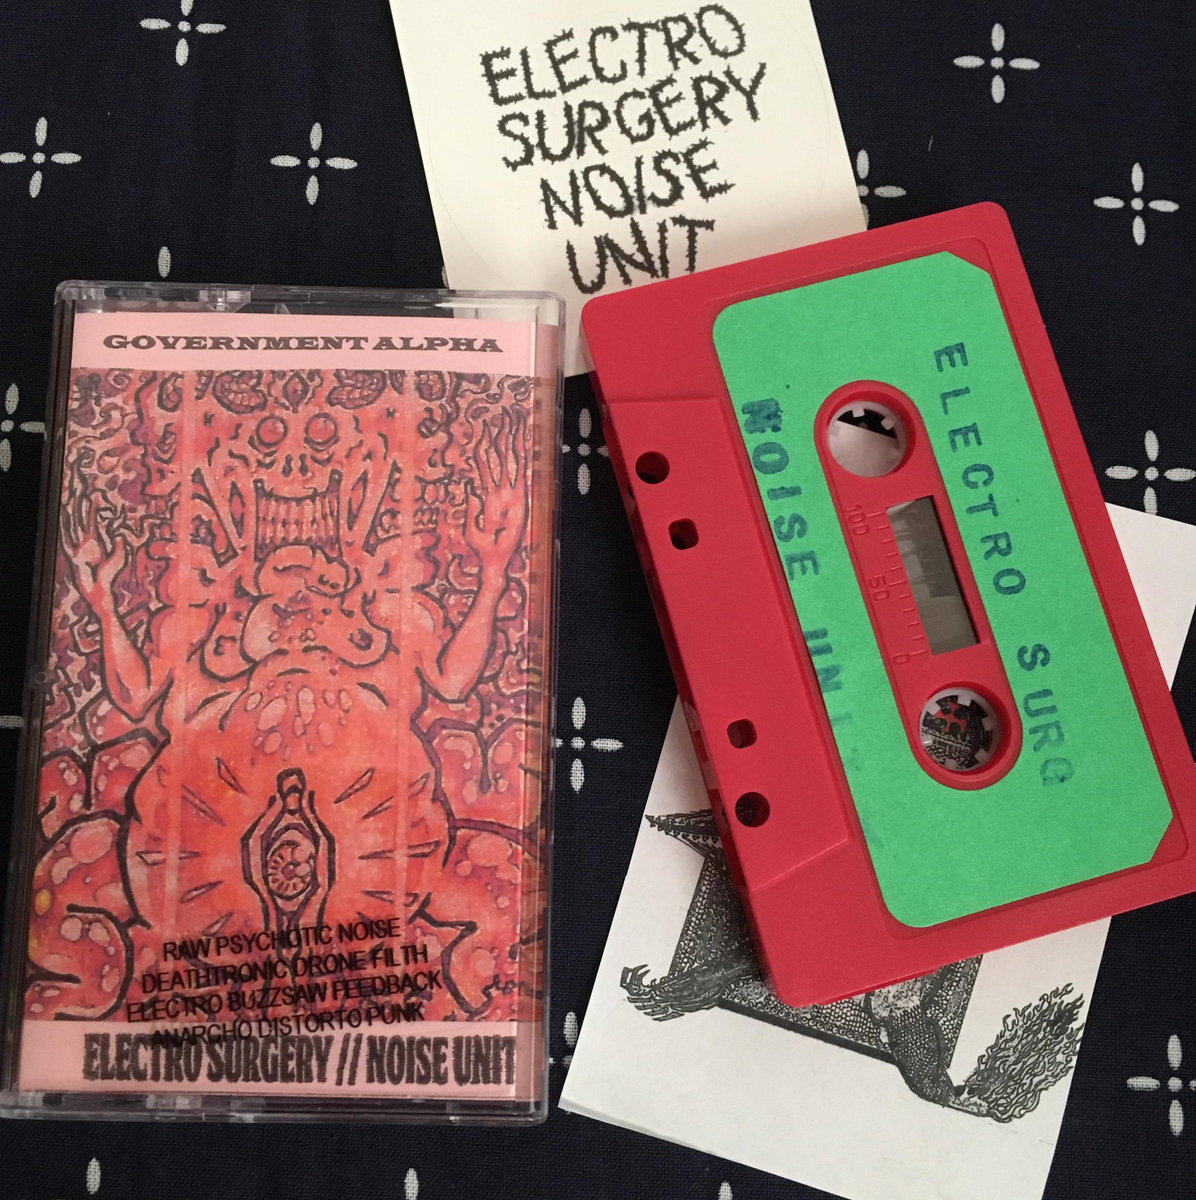 ELECTRO
SURGERY
NOISE
UNIT
GOVERNMENT ALPHA
RAW PSYCHOTIC NOISE
DEATHTRONIC DRONE FILTH
ELECTRO BUZZSAW FEEDBACK
ANARCHO DISTORTO PUNK
ELECTRO SURGERY // NOISE UNIT
ELECTRO SURG
NOISE UNI
100
50
0